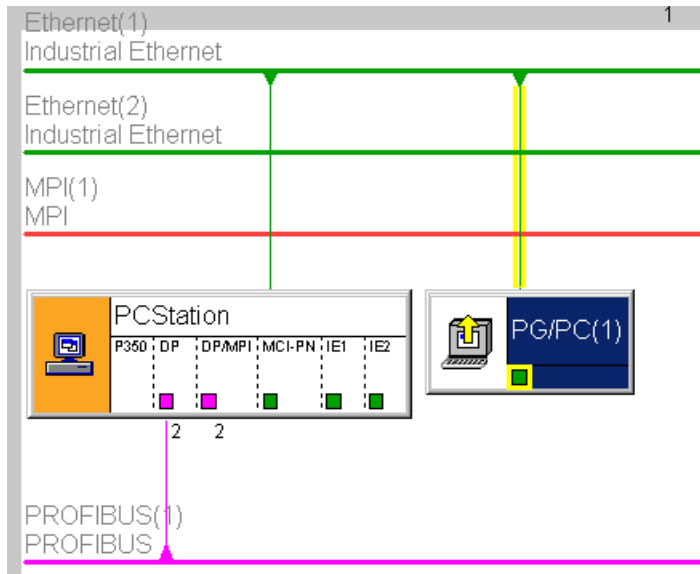 1
Ethernet(1)
Industrial Ethernet
Ethernet(2)
Industrial Ethernet
MPI(1)
MPI
PCStation
P350 DP DP/MPI MCI-PN IE1 IE2
2 2
PG/PC(1)
PROFIBUS(1)
PROFIBUS